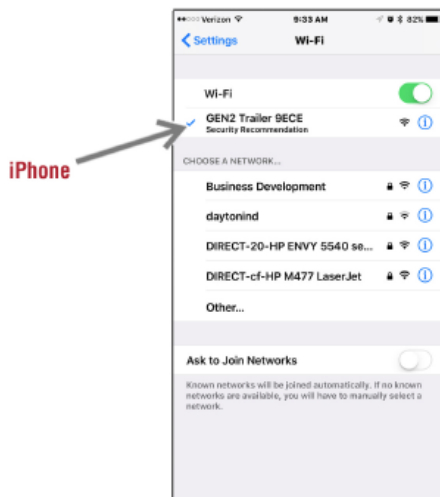 Verizon 9:33 AM 82%
Settings Wi-Fi
Wi-Fi
GEN2 Trailer 9ECE
Security Recommendation
iPhone
CHOOSE A NETWORK...
Business Development
daytonind
DIRECT-20-HP ENVY 5540 se...
DIRECT-cf-HP M477 LaserJet
Other...
Ask to Join Networks
Known networks will be joined automatically. If no known
networks are available, you will have to manually select a
network.